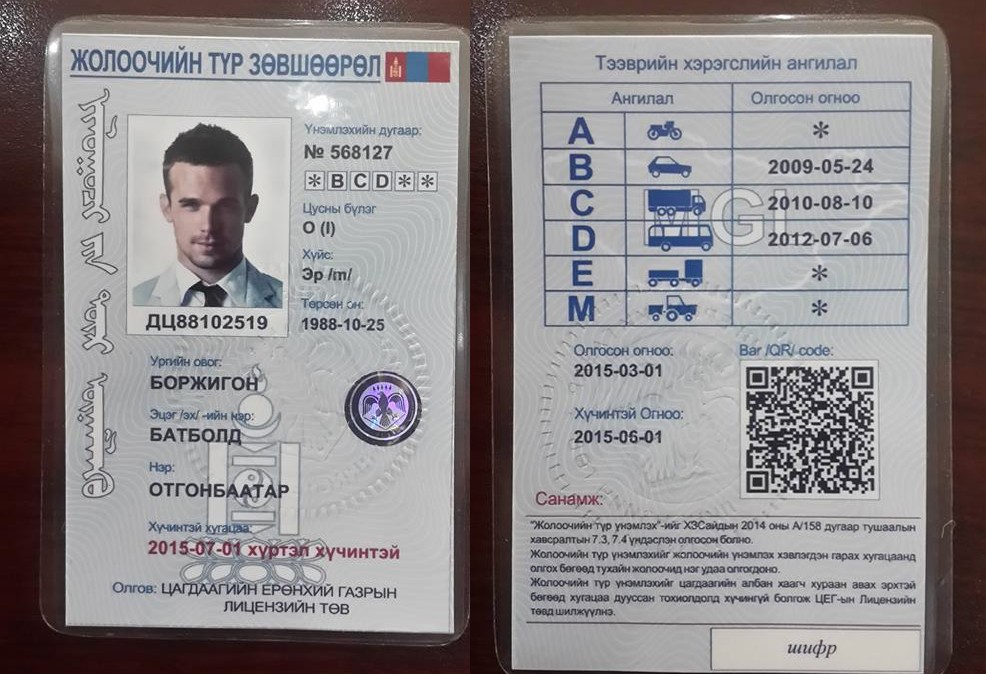 ЖОЛООЧИЙН ТҮР ЗӨВШӨӨРӨЛ
Үнэмлэхийн дугаар:
№ 568127
*BCD**
Цусны бүлэг
O (I)
Хүйс:
Эр /m/
Төрсөн он:
1988-10-25
ДЦ88102519
Ургийн овог:
БОРЖИГОН
Эцэг /эх/ -ийн нэр:
БАТБОЛД
Нэр:
ОТГОНБААТАР
Хүчинтэй хугацаа:
2015-07-01 хүртэл хүчинтэй
Олгов: ЦАГДААГИЙН ЕРӨНХИЙ ГАЗРЫН
ЛИЦЕНЗИЙН ТӨВ
Тээврийн хэрэгслийн ангилал
Ангилал Олгосон огноо
A *
B 2009-05-24
C 2010-08-10
D 2012-07-06
E *
M *
Олгосон огноо:
2015-03-01
Хүчинтэй Огноо:
2015-06-01
Bar /QR/ code:
Санамж:
"Жолоочийн түр үнэмлэх"-ийг ХЗСайдын 2014 оны А/158 дугаар тушаалын
хавсралтын 7.3, 7.4 үндэслэн олгосон болно.
Жолоочийн түр үнэмлэхийг жолоочийн үнэмлэх хэвлэгдэн гарах хугацаанд
олгох бөгөөд тухайн жолоочид нэг удаа олгогдоно.
Жолоочийн түр үнэмлэхийг цагдаагийн албан хаагч хураан авах эрхтэй
бөгөөд хугацаа дууссан тохиолдолд хүчингүй болгож ЦЕГ-ын Лицензийн
төвд шилжүүлнэ.
шифр